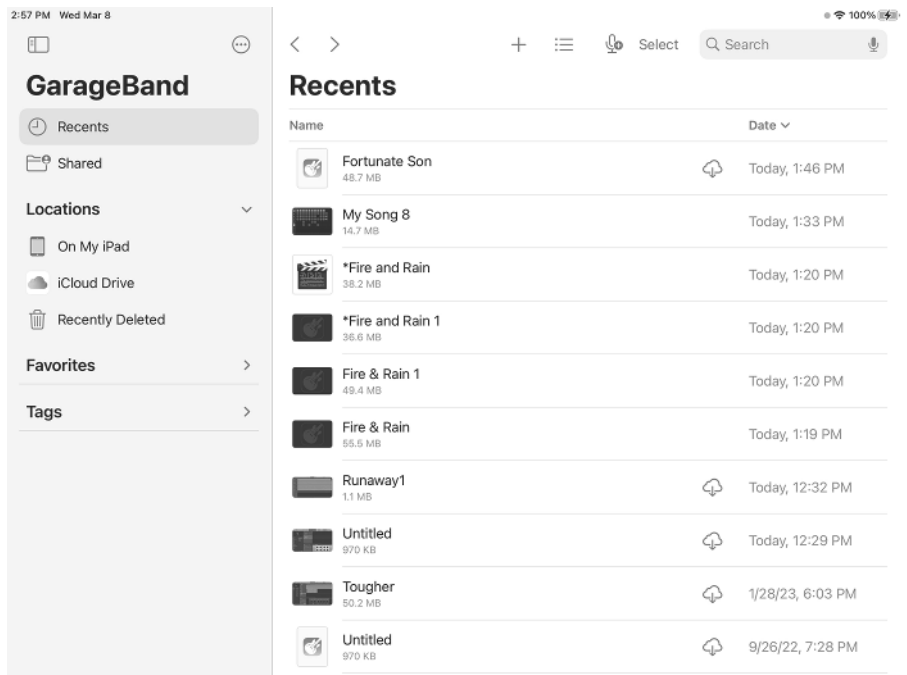 2:57 PM Wed Mar 8
100%
Select
Search
GarageBand
Recents
Shared
Locations
On My iPad
iCloud Drive
Recently Deleted
Favorites
Tags
Recents
Name Date
Fortunate Son
48.7 MB
Today, 1:46 PM
My Song 8
14.7 MB
Today, 1:33 PM
*Fire and Rain
38.2 MB
Today, 1:20 PM
*Fire and Rain 1
36.6 MB
Today, 1:20 PM
Fire & Rain 1
49.4 MB
Today, 1:20 PM
Fire & Rain
55.5 MB
Today, 1:19 PM
Runaway1
1.1 MB
Today, 12:32 PM
Untitled
970 KB
Today, 12:29 PM
Tougher
50.2 MB
1/28/23, 6:03 PM
Untitled
970 KB
9/26/22, 7:28 PM